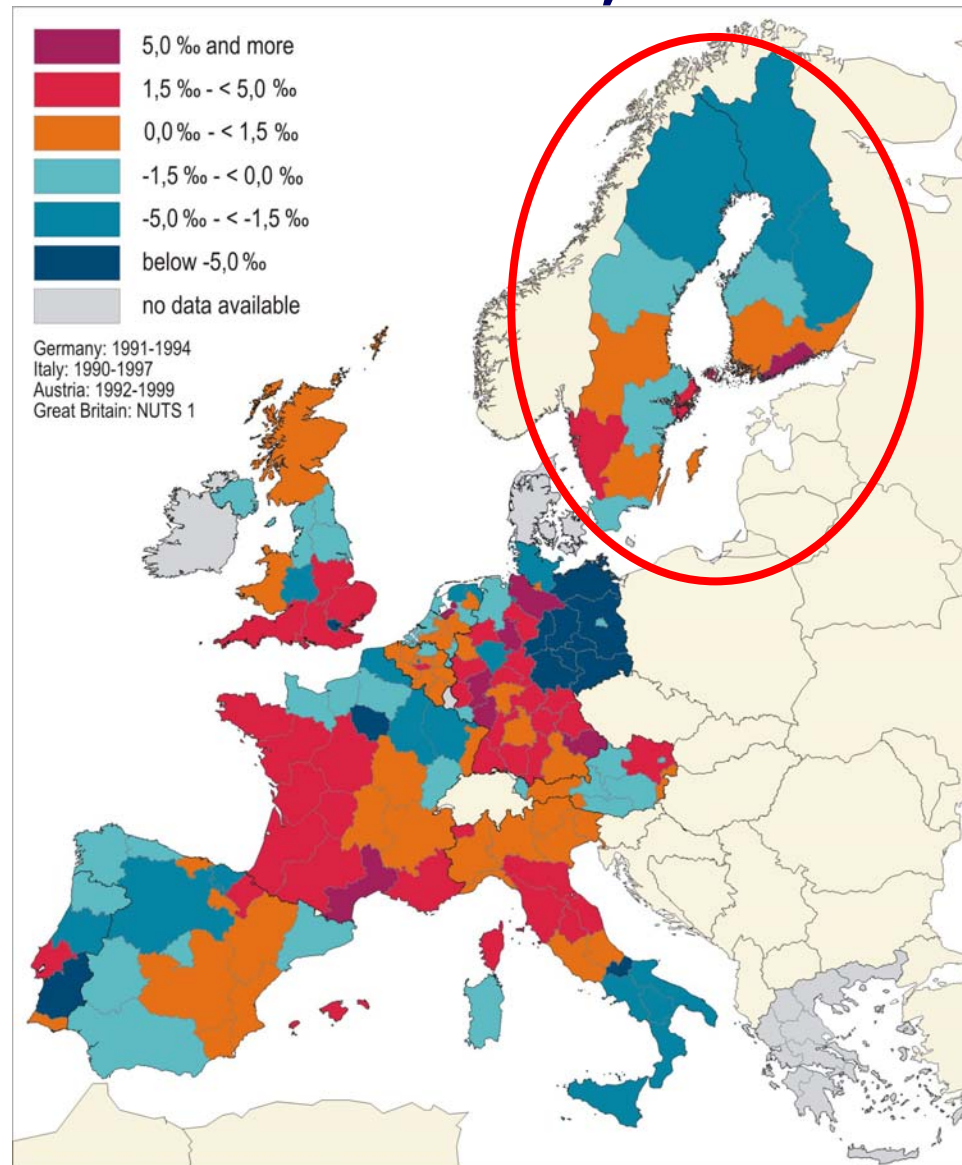 5,0 ‰ and more
1,5 ‰ - < 5,0 ‰
0,0 ‰ - < 1,5 ‰
-1,5 ‰ - < 0,0 ‰
-5,0 ‰ - < -1,5 ‰
below -5,0 ‰
no data available
Germany: 1991-1994
Italy: 1990-1997
Austria: 1992-1999
Great Britain: NUTS 1